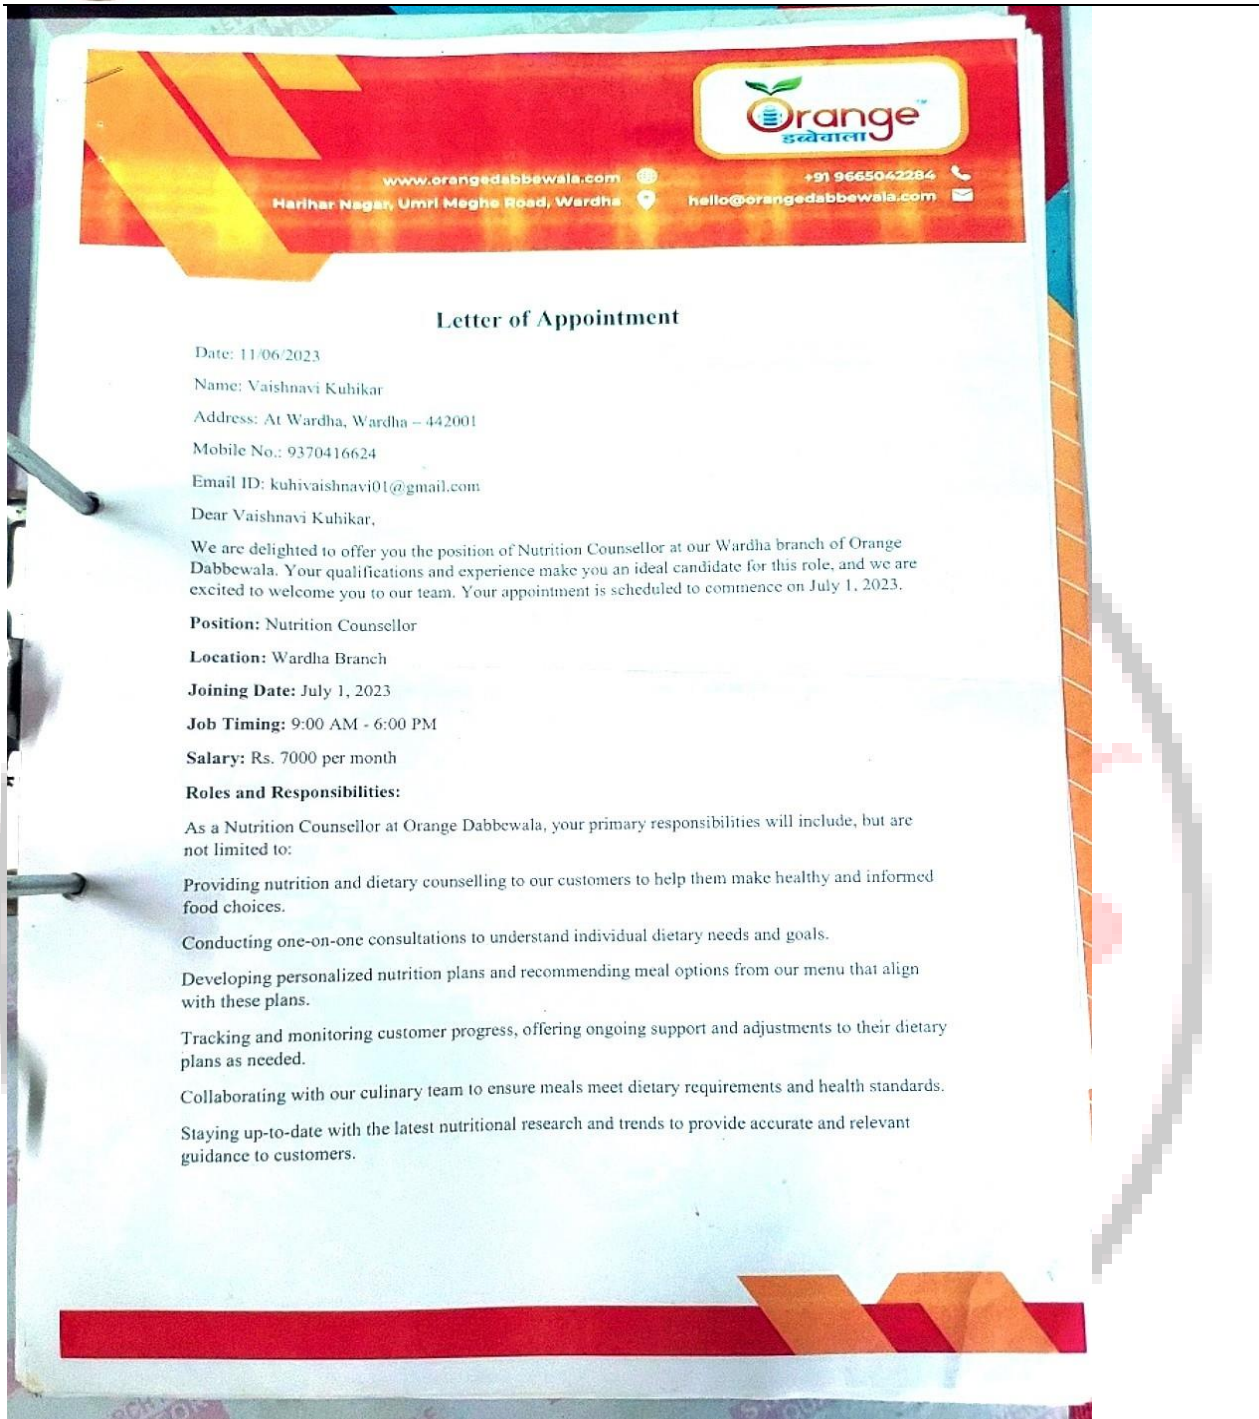 Orange
डब्बेवाला
www.orangedabbewala.com
+91 9665042284
Harihar Nagar, Umri Meghe Road, Wardha
hello@orangedabbewala.com
Letter of Appointment
Date: 11/06/2023
Name: Vaishnavi Kuhikar
Address: At Wardha, Wardha – 442001
Mobile No.: 9370416624
Email ID: kuhivaishnavi01@gmail.com
Dear Vaishnavi Kuhikar,
We are delighted to offer you the position of Nutrition Counsellor at our Wardha branch of Orange
Dabbewala. Your qualifications and experience make you an ideal candidate for this role, and we are
excited to welcome you to our team. Your appointment is scheduled to commence on July 1, 2023.
Position: Nutrition Counsellor
Location: Wardha Branch
Joining Date: July 1, 2023
Job Timing: 9:00 AM - 6:00 PM
Salary: Rs. 7000 per month
Roles and Responsibilities:
As a Nutrition Counsellor at Orange Dabbewala, your primary responsibilities will include, but are
not limited to:
Providing nutrition and dietary counselling to our customers to help them make healthy and informed
food choices.
Conducting one-on-one consultations to understand individual dietary needs and goals.
Developing personalized nutrition plans and recommending meal options from our menu that align
with these plans.
Tracking and monitoring customer progress, offering ongoing support and adjustments to their dietary
plans as needed.
Collaborating with our culinary team to ensure meals meet dietary requirements and health standards.
Staying up-to-date with the latest nutritional research and trends to provide accurate and relevant
guidance to customers.